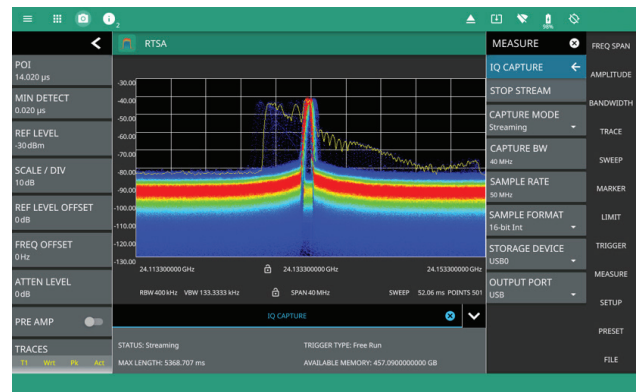 2
99%
RTSA
POI
14.020 µs
MIN DETECT
0.020 µs
REF LEVEL
-30 dBm
SCALE / DIV
10 dB
REF LEVEL OFFSET
0 dB
FREQ OFFSET
0 Hz
ATTEN LEVEL
0 dB
PRE AMP
TRACES
T1 Wrt Pk Act
-30.00
-40.00
-50.00
-60.00
-70.00
-80.00
-90.00
-100.00
-110.00
-120.00
-130.00
24.113300000 GHz 24.133300000 GHz 24.153300000 GHz
RBW 400 kHz VBW 133.3333 kHz SPAN 40 MHz SWEEP 52.06 ms POINTS 501
IQ CAPTURE
STATUS: Streaming TRIGGER TYPE: Free Run
MAX LENGTH: 5368.707 ms AVAILABLE MEMORY: 457.0900000000 GB
MEASURE
IQ CAPTURE
STOP STREAM
CAPTURE MODE
Streaming
CAPTURE BW
40 MHz
SAMPLE RATE
50 MHz
SAMPLE FORMAT
16-bit Int
STORAGE DEVICE
USB0
OUTPUT PORT
USB
FREQ SPAN
AMPLITUDE
BANDWIDTH
TRACE
SWEEP
MARKER
LIMIT
TRIGGER
MEASURE
SETUP
PRESET
FILE